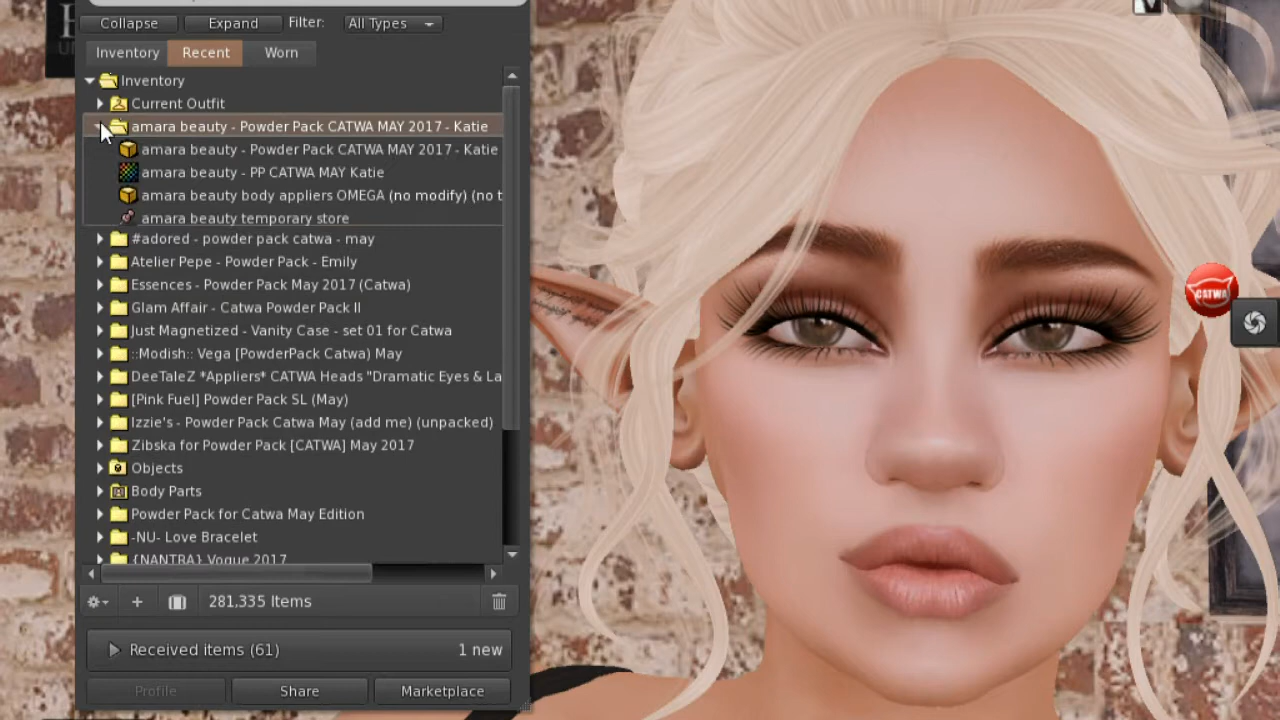 Collapse Expand Filter: All Types
Inventory Recent Worn
Inventory
Current Outfit
amara beauty - Powder Pack CATWA MAY 2017 - Katie
amara beauty - Powder Pack CATWA MAY 2017 - Katie
amara beauty - PP CATWA MAY Katie
amara beauty body appliers OMEGA (no modify) (no t
amara beauty temporary store
#adored - powder pack catwa - may
Atelier Pepe - Powder Pack - Emily
Essences - Powder Pack May 2017 (Catwa)
Glam Affair - Catwa Powder Pack II
Just Magnetized - Vanity Case - set 01 for Catwa
::Modish:: Vega [PowderPack Catwa) May
DeeTaleZ *Appliers* CATWA Heads "Dramatic Eyes & La
[Pink Fuel] Powder Pack SL (May)
Izzie's - Powder Pack Catwa May (add me) (unpacked)
Zibska for Powder Pack [CATWA] May 2017
Objects
Body Parts
Powder Pack for Catwa May Edition
-NU- Love Bracelet
{NANTRA} Vogue 2017
281,335 Items
Received items (61) 1 new
Profile Share Marketplace
CATWA